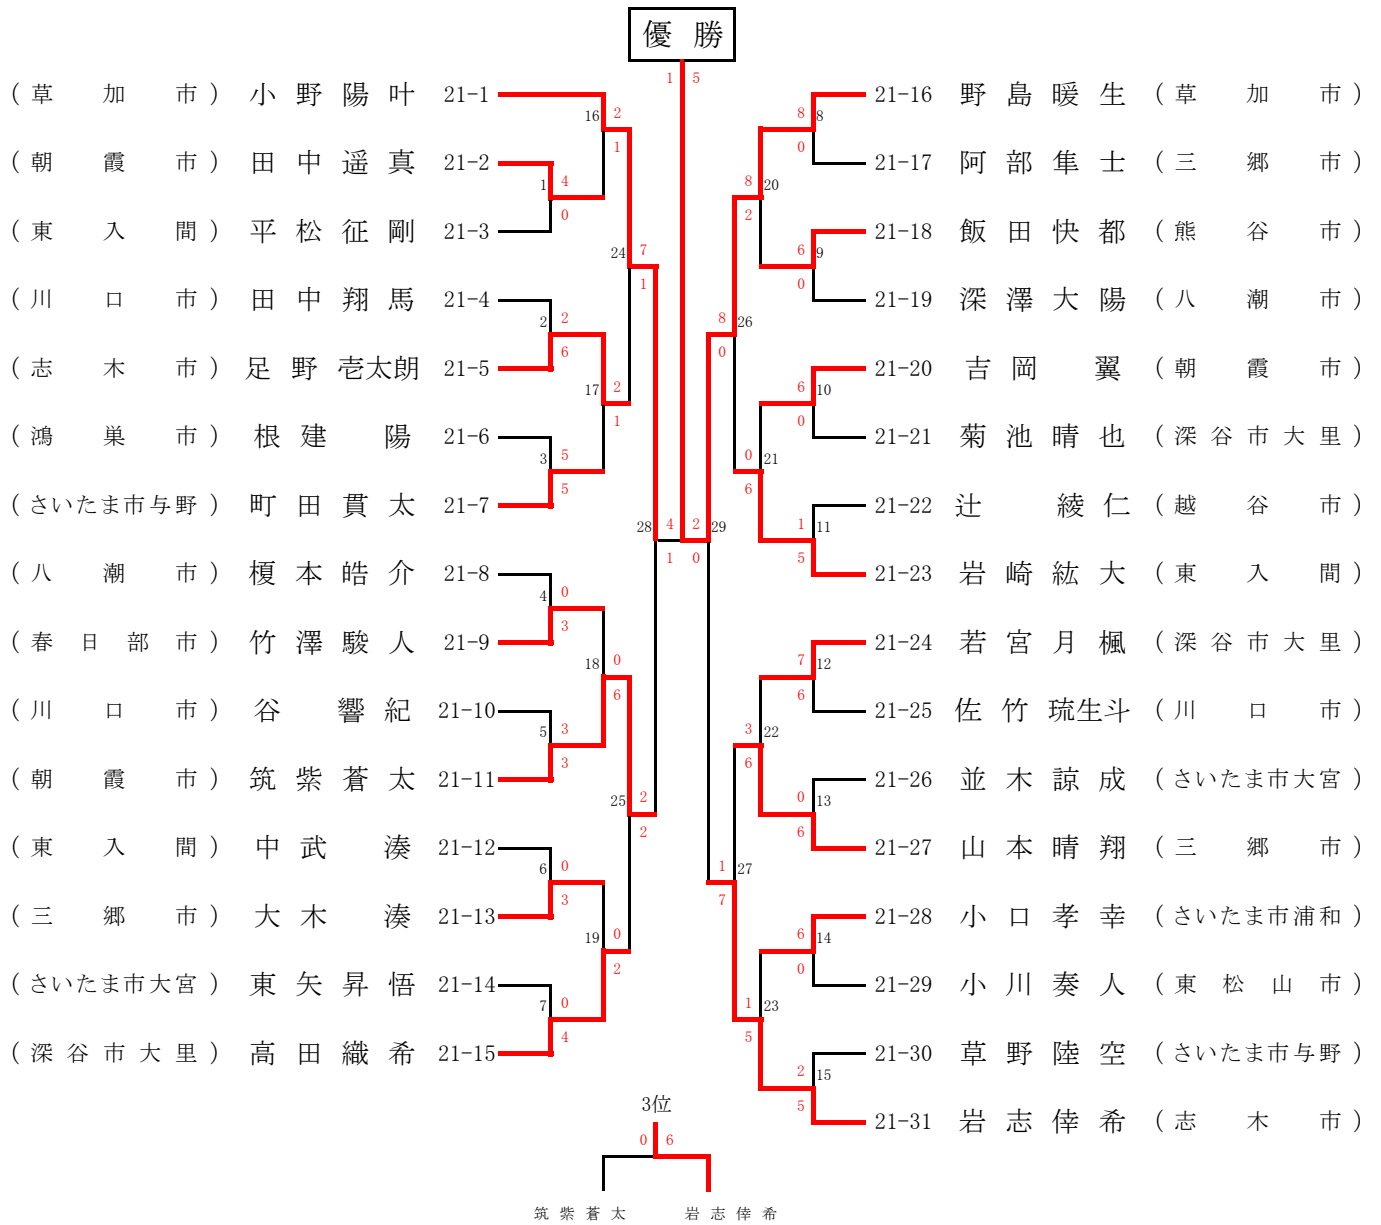 優勝
1 5
(草加市) 小野陽叶 21-1
(朝霞市) 田中遥真 21-2
(東入間) 平松征剛 21-3
(川口市) 田中翔馬 21-4
(志木市) 足野壱太朗 21-5
(鴻巣市) 根建陽 21-6
(さいたま市与野) 町田貫太 21-7
(八潮市) 榎本皓介 21-8
(春日部市) 竹澤駿人 21-9
(川口市) 谷響紀 21-10
(朝霞市) 筑紫蒼太 21-11
(東入間) 中武湊 21-12
(三郷市) 大木湊 21-13
(さいたま市大宮) 東矢昇悟 21-14
(深谷市大里) 高田織希 21-15
1 4 0
2 2 6
3 5 5
4 0 3
5 3 3
6 0 3
7 0 4
16 2 1
17 2 1
18 0 6
19 0 2
24 7 1
25 2 2
28 4 1
21-16 野島暖生 (草加市)
21-17 阿部隼士 (三郷市)
21-18 飯田快都 (熊谷市)
21-19 深澤大陽 (八潮市)
21-20 吉岡翼 (朝霞市)
21-21 菊池晴也 (深谷市大里)
21-22 辻綾仁 (越谷市)
21-23 岩崎紘大 (東入間)
21-24 若宮月楓 (深谷市大里)
21-25 佐竹琉生斗 (川口市)
21-26 並木諒成 (さいたま市大宮)
21-27 山本晴翔 (三郷市)
21-28 小口孝幸 (さいたま市浦和)
21-29 小川奏人 (東松山市)
21-30 草野陸空 (さいたま市与野)
21-31 岩志倖希 (志木市)
8 0 8
6 0 9
6 0 10
1 5 11
7 6 12
0 6 13
6 0 14
2 5 15
8 2 20
0 6 21
3 6 22
1 5 23
8 0 26
1 7 27
2 0 29
3位
0 6
筑紫蒼太 岩志倖希